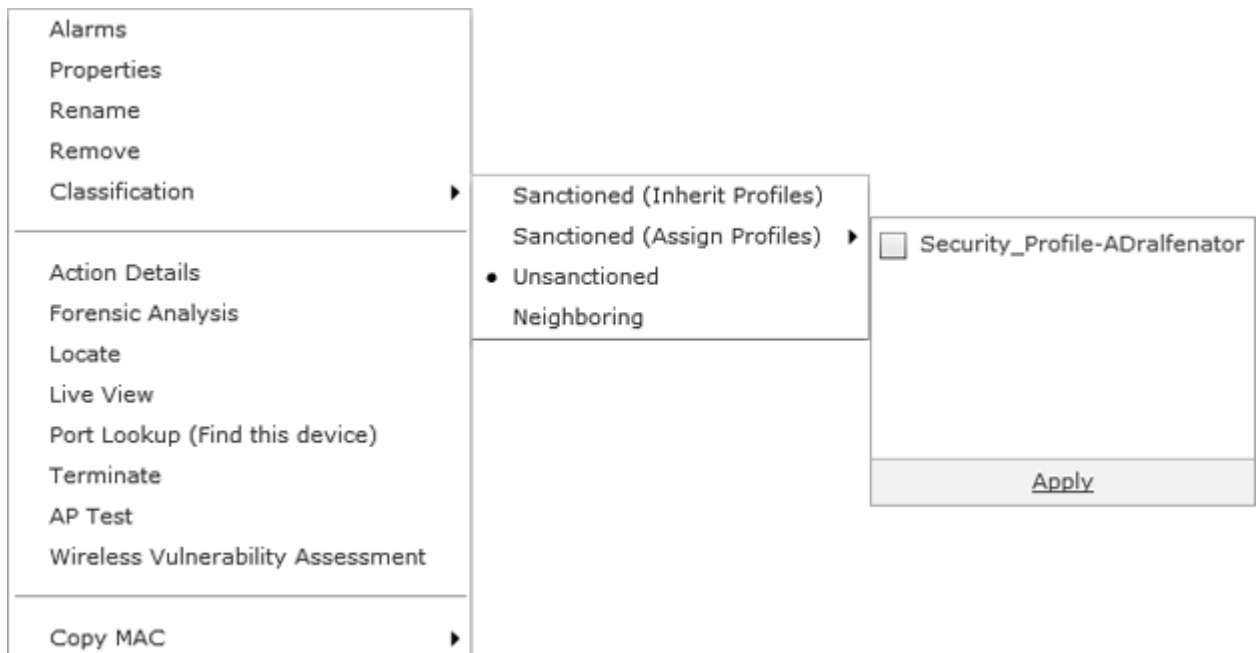 Alarms
Properties
Rename
Remove
Classification
Sanctioned (Inherit Profiles)
Sanctioned (Assign Profiles)
Unsanctioned
Neighboring
Security_Profile-ADralfenator
Apply
Action Details
Forensic Analysis
Locate
Live View
Port Lookup (Find this device)
Terminate
AP Test
Wireless Vulnerability Assessment
Copy MAC